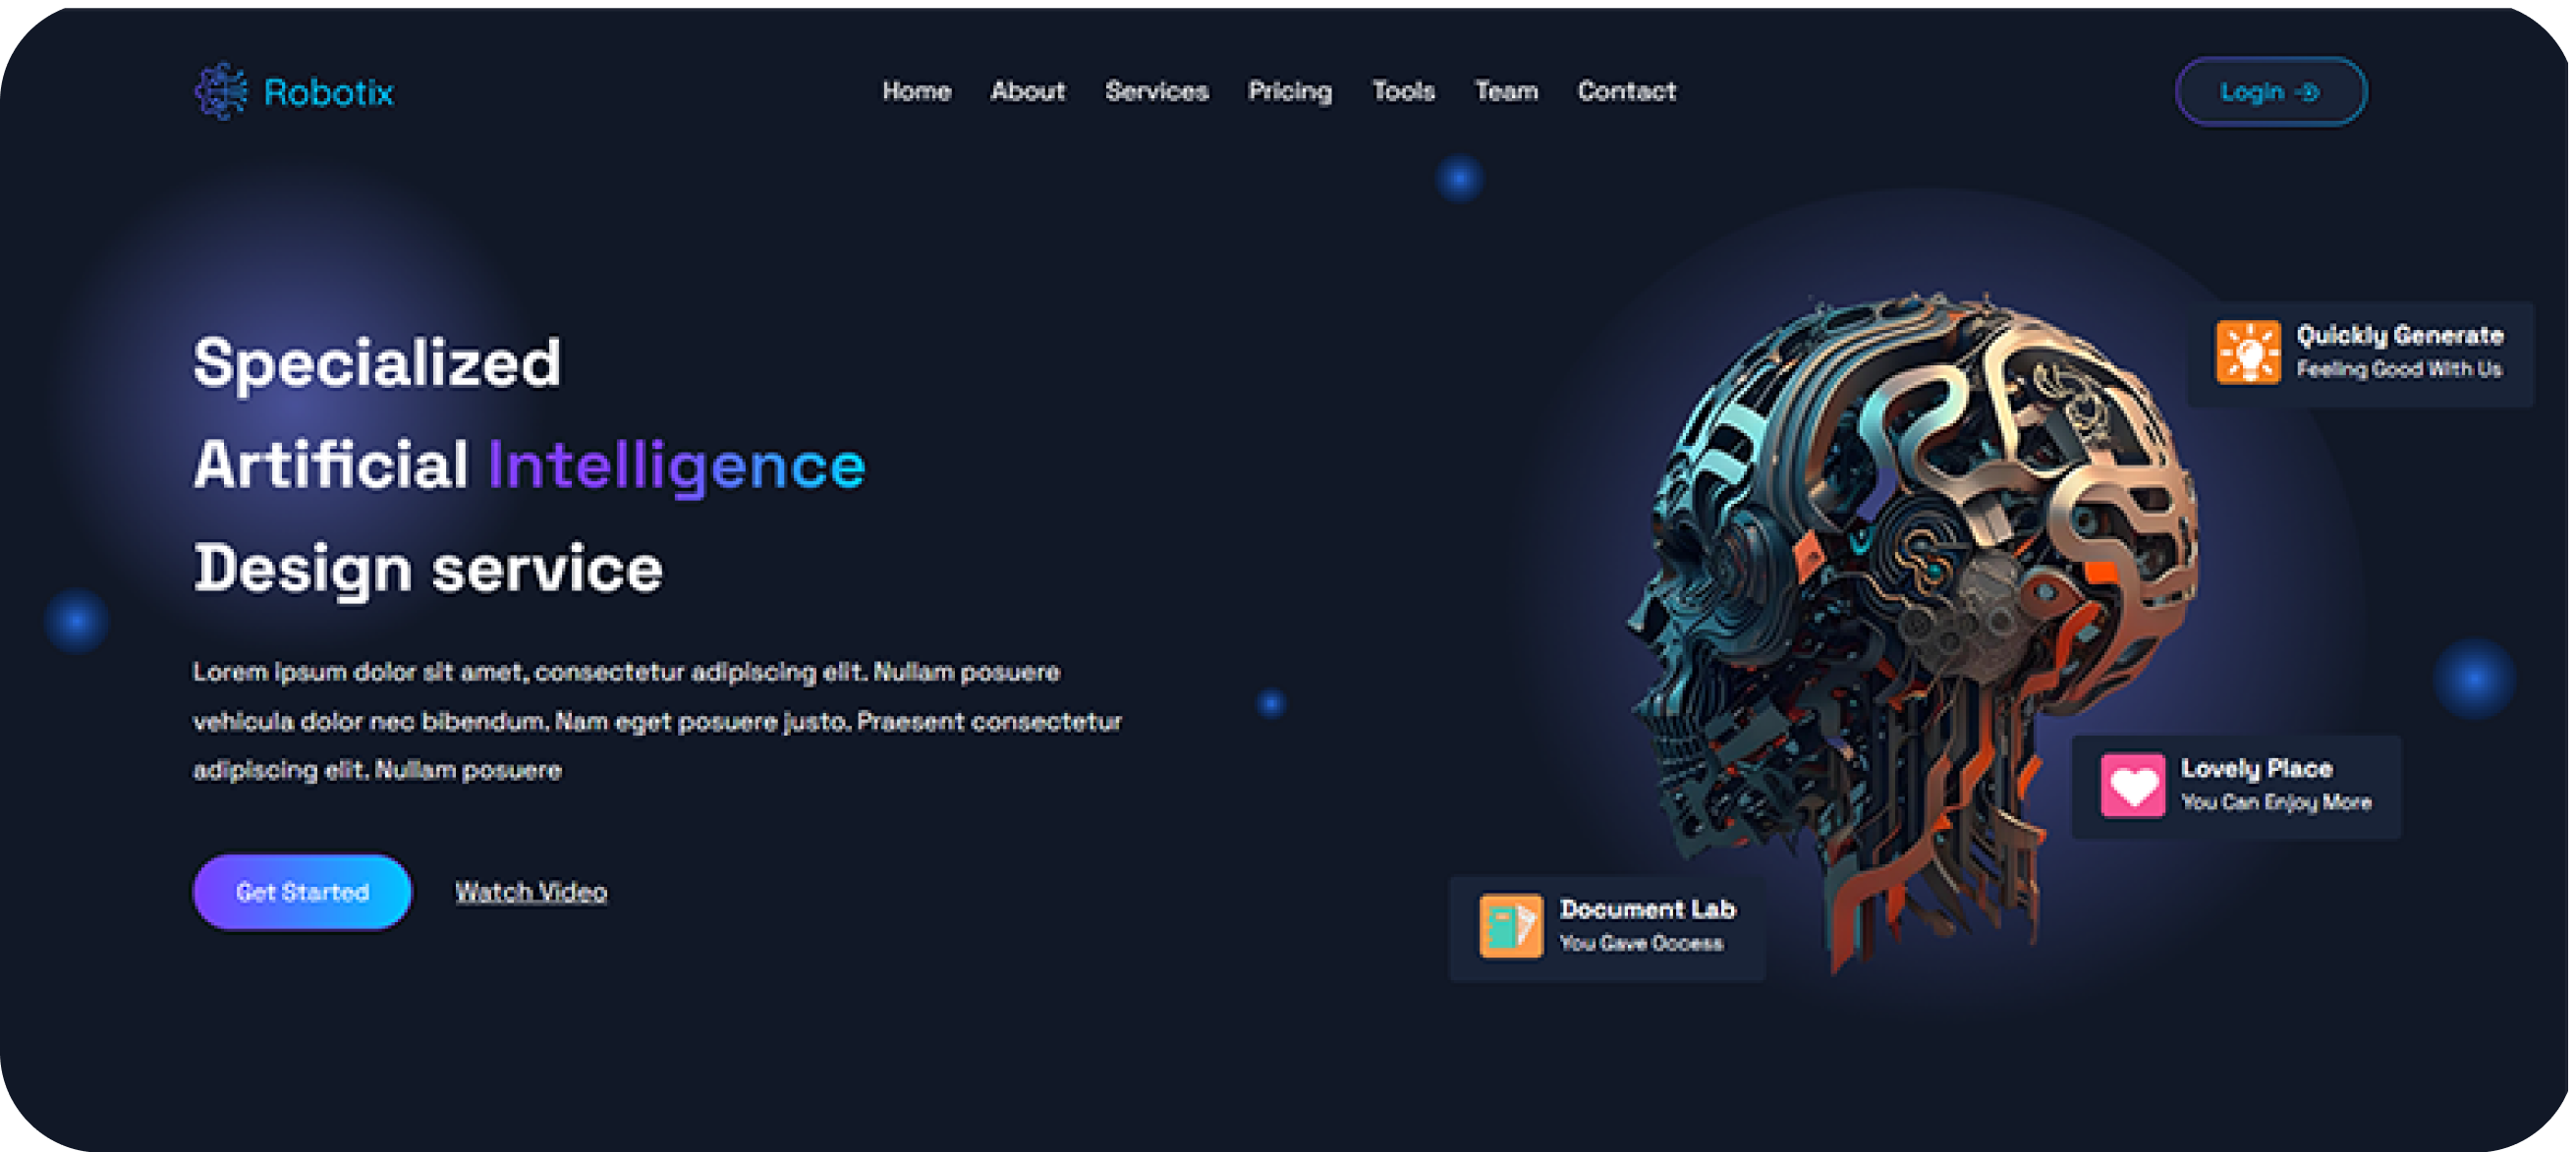 Robotix
Home About Services Pricing Tools Team Contact
Login
Specialized
Artificial Intelligence
Design service
Lorem ipsum dolor sit amet, consectetur adipiscing elit. Nullam posuere
vehicula dolor nec bibendum. Nam eget posuere justo. Praesent consectetur
adipiscing elit. Nullam posuere
Get Started Watch Video
Quickly Generate
Feeling Good With Us
Lovely Place
You Can Enjoy More
Document Lab
You Gave Occess